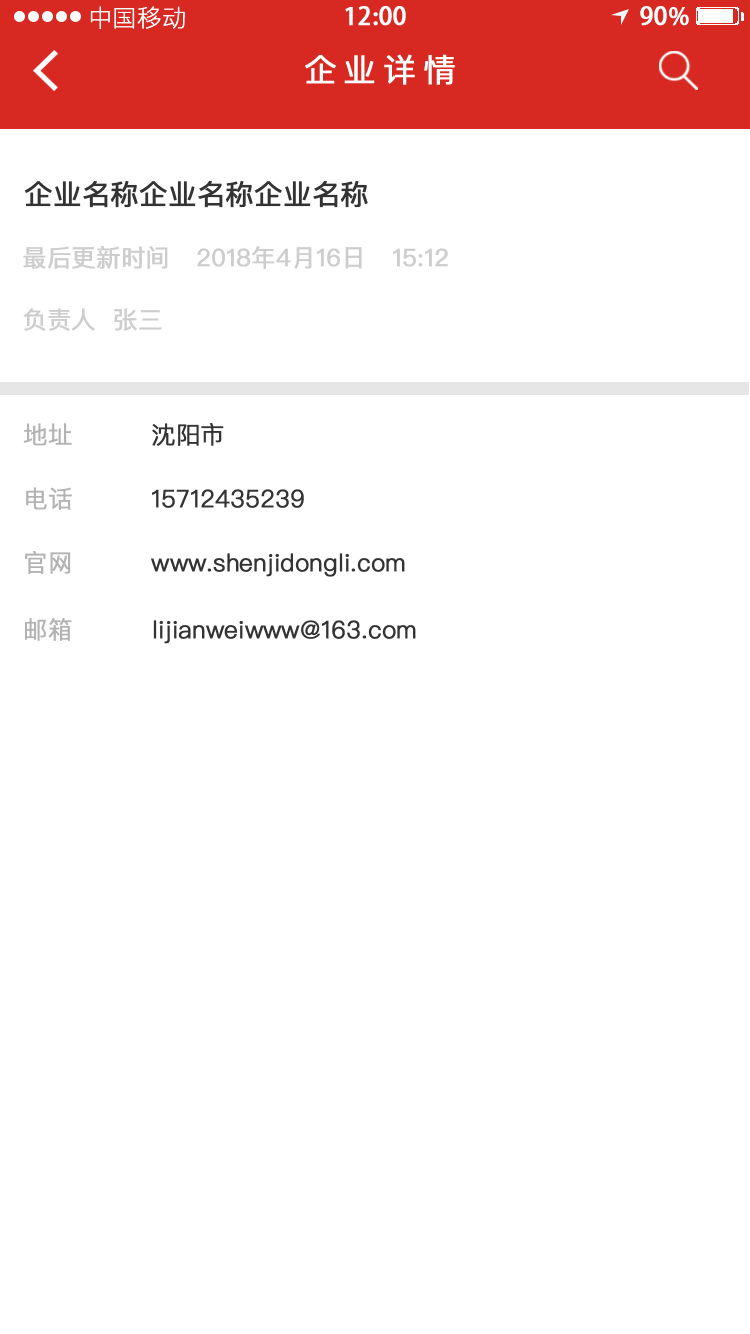 中国移动 12:00 90%
企业详情
企业名称企业名称企业名称
最后更新时间 2018年4月16日 15:12
负责人 张三
地址 沈阳市
电话 15712435239
官网 www.shenjidongli.com
邮箱 lijianweiwww@163.com